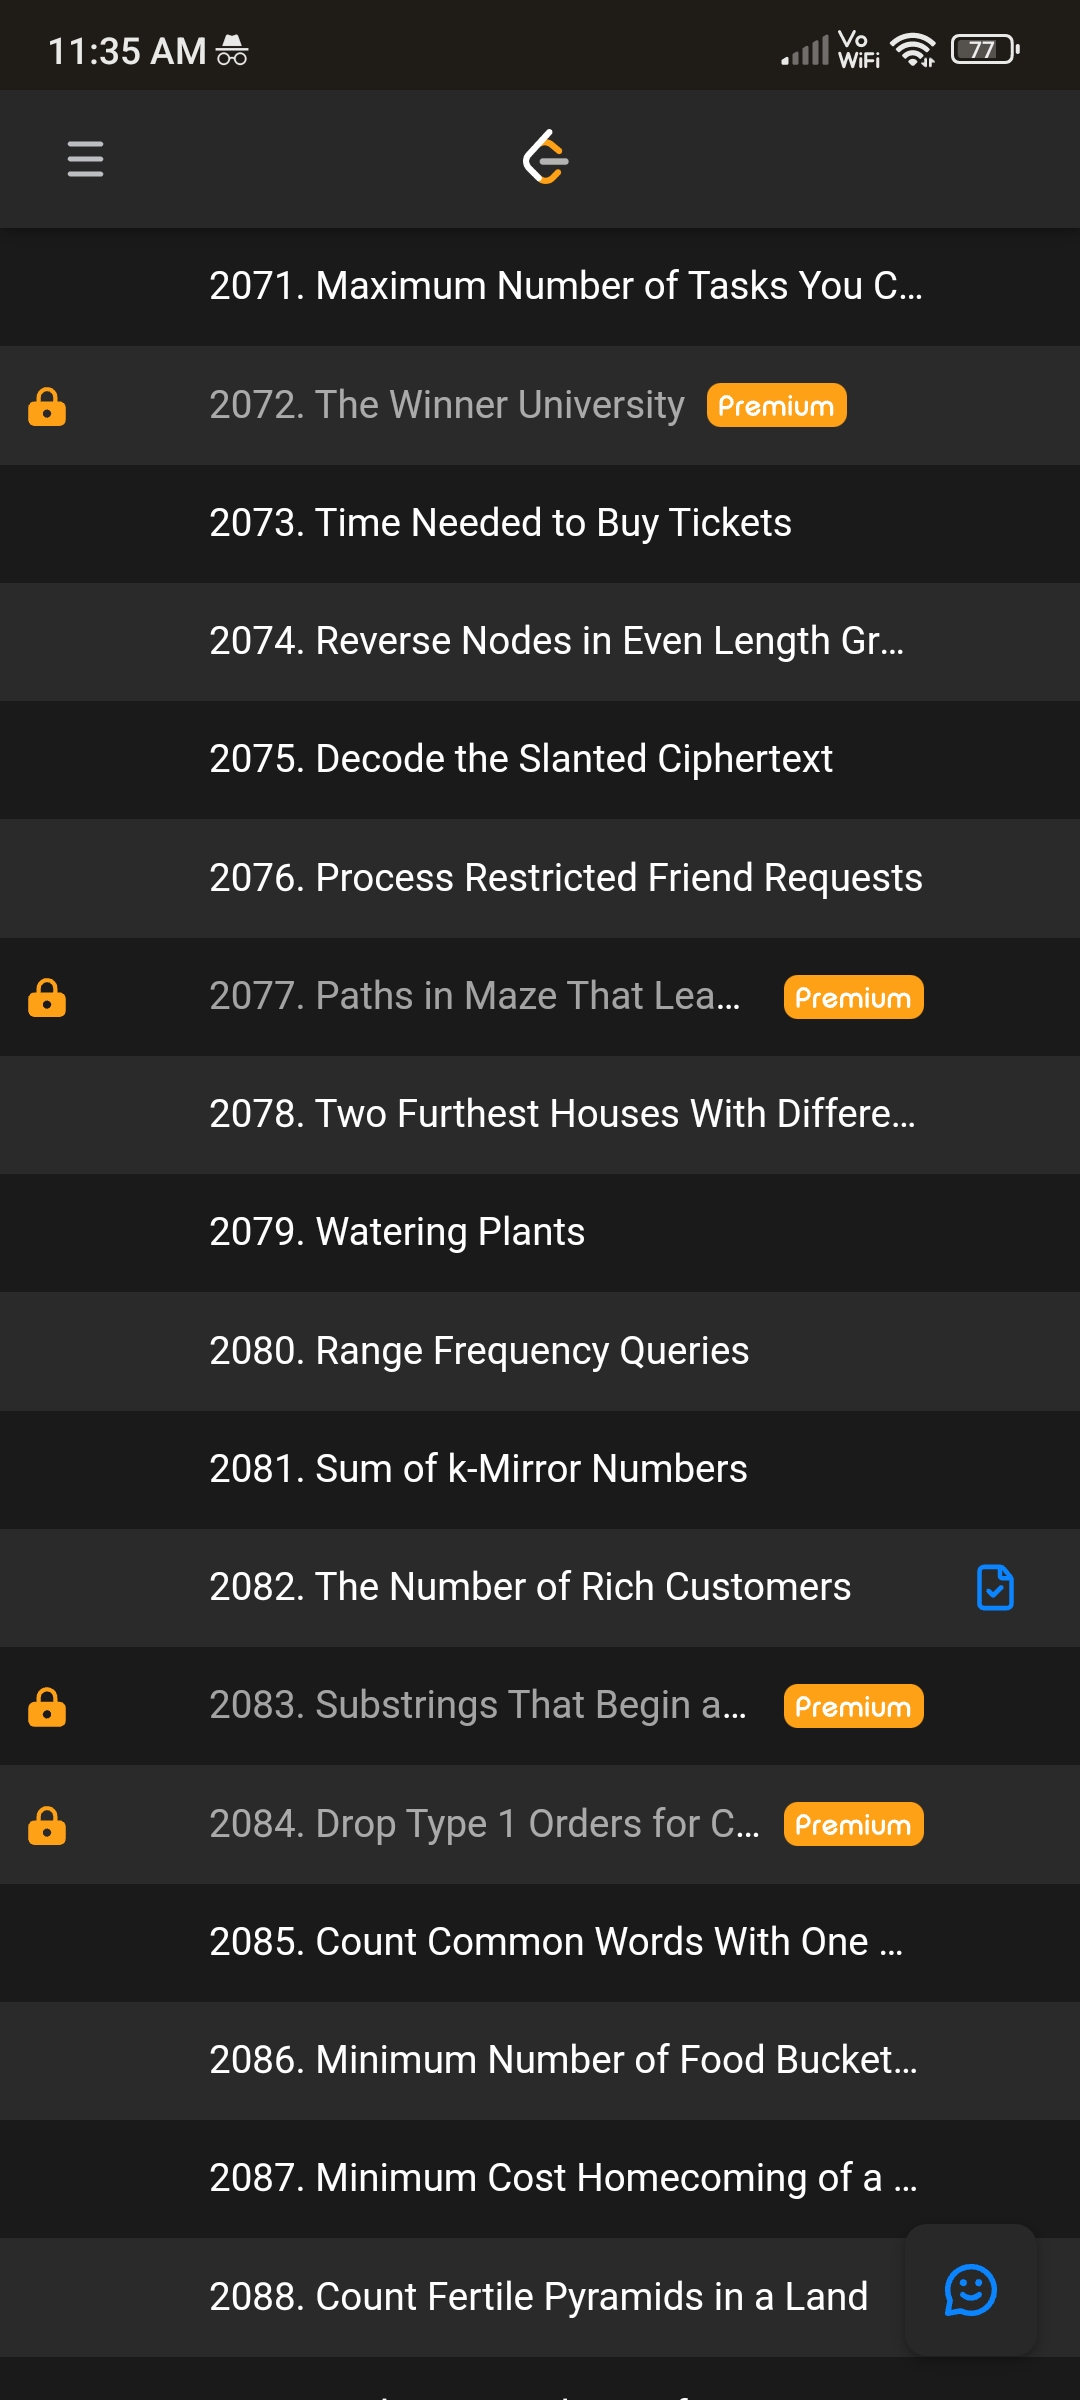 11:35 AM
Vo WiFi
77
2071. Maximum Number of Tasks You C...
2072. The Winner University Premium
2073. Time Needed to Buy Tickets
2074. Reverse Nodes in Even Length Gr...
2075. Decode the Slanted Ciphertext
2076. Process Restricted Friend Requests
2077. Paths in Maze That Lea... Premium
2078. Two Furthest Houses With Differe...
2079. Watering Plants
2080. Range Frequency Queries
2081. Sum of k-Mirror Numbers
2082. The Number of Rich Customers
2083. Substrings That Begin a... Premium
2084. Drop Type 1 Orders for C... Premium
2085. Count Common Words With One ...
2086. Minimum Number of Food Bucket...
2087. Minimum Cost Homecoming of a ...
2088. Count Fertile Pyramids in a Land